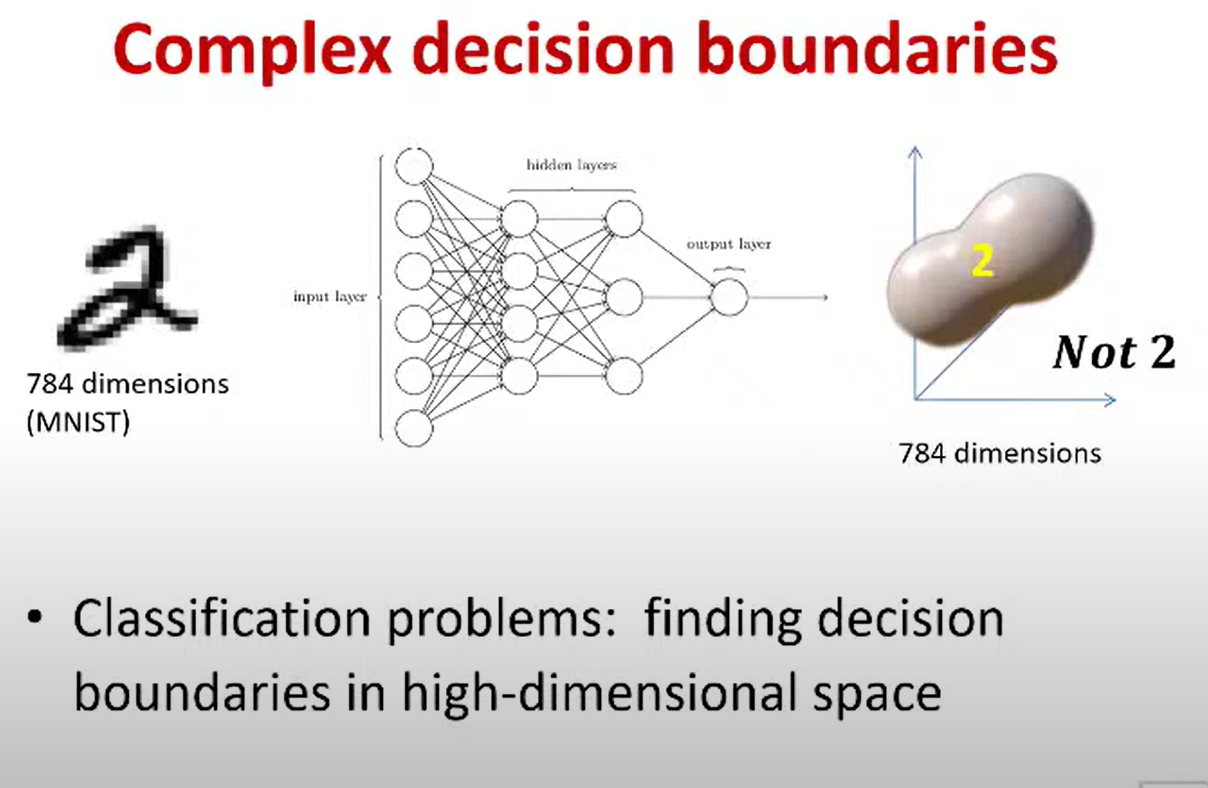 Complex decision boundaries
hidden layers
output layer
input layer
2
Not 2
784 dimensions
(MNIST)
784 dimensions
• Classification problems: finding decision
boundaries in high-dimensional space